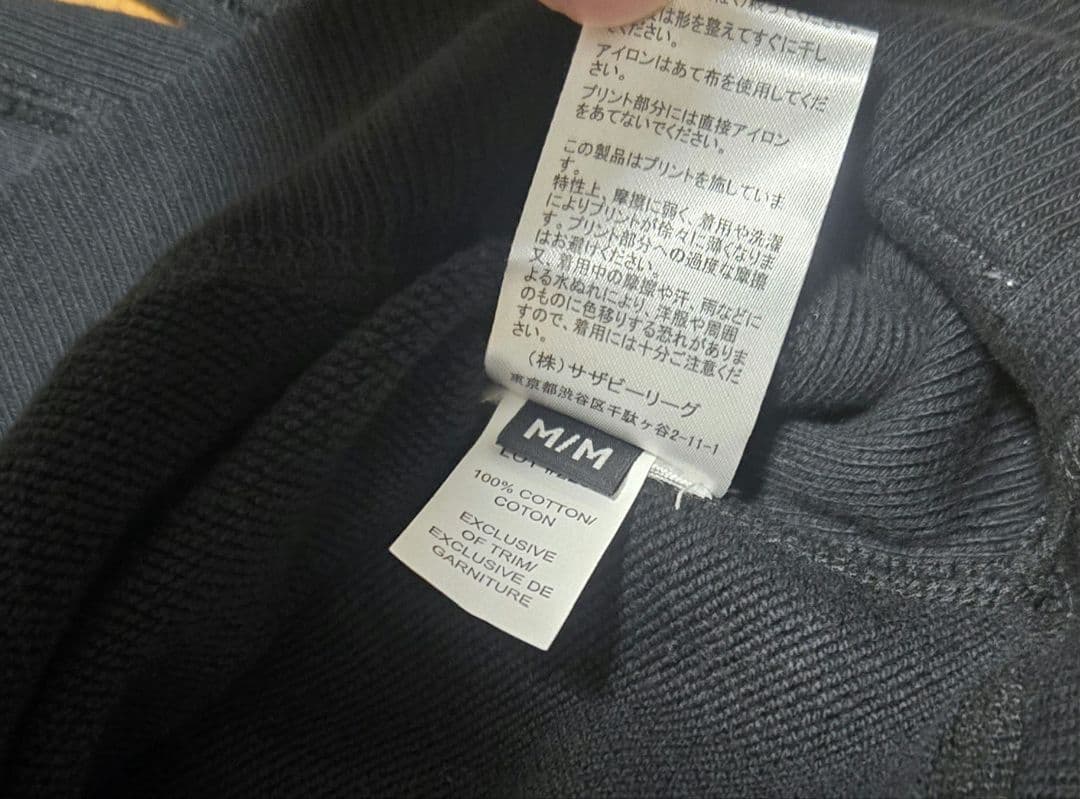 は形を整えてすぐに干し
ください。
アイロンはあて布を使用してくだ
さい。
プリント部分には直接アイロン
をあてないでください。
この製品はプリントを施していま
す。
特性上、摩擦に弱く、着用や洗濯
によりプリントが徐々に薄くなりま
す。プリント部分への過度な摩擦
はお避けください。
又、着用中の摩擦や汗、雨などに
よる水ぬれにより、洋服や周囲
のものに色移りする恐れがありま
すので、着用には十分ご注意くだ
さい。
(株)サザビーリーグ
東京都渋谷区千駄ヶ谷2-11-1
M/M
100% COTTON/
COTON
EXCLUSIVE
OF TRIM/
EXCLUSIVE DE
GARNITURE